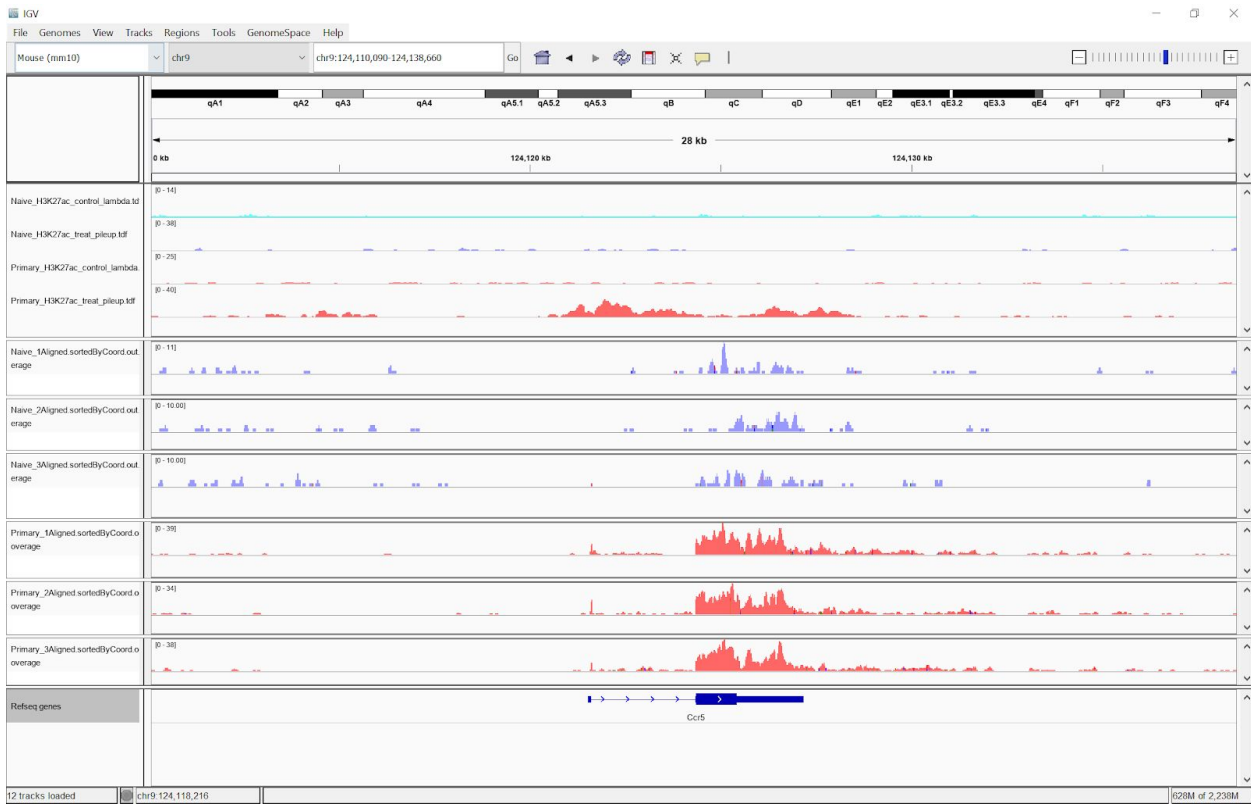 IGV
File Genomes View Tracks Regions Tools GenomeSpace Help
Mouse (mm10) chr9 chr9:124,110,090-124,138,660 Go
qA1 qA2 qA3 qA4 qA5.1 qA5.2 qA5.3 qB qC qD qE1 qE2 qE3.1 qE3.2 qE3.3 qE4 qF1 qF2 qF3 qF4
28 kb
0 kb 124,120 kb 124,130 kb
Naive_H3K27ac_control_lambda.td [0 - 14]
Naive_H3K27ac_treat_pileup.tdf [0 - 38]
Primary_H3K27ac_control_lambda. [0 - 25]
Primary_H3K27ac_treat_pileup.tdf [0 - 40]
Naive_1Aligned.sortedByCoord.out. [0 - 11]
erage
Naive_2Aligned.sortedByCoord.out. [0 - 10.00]
erage
Naive_3Aligned.sortedByCoord.out. [0 - 10.00]
erage
Primary_1Aligned.sortedByCoord.o [0 - 39]
overage
Primary_2Aligned.sortedByCoord.o [0 - 34]
overage
Primary_3Aligned.sortedByCoord.o [0 - 38]
overage
Refseq genes
Ccr5
12 tracks loaded chr9:124,118,216 628M of 2,238M